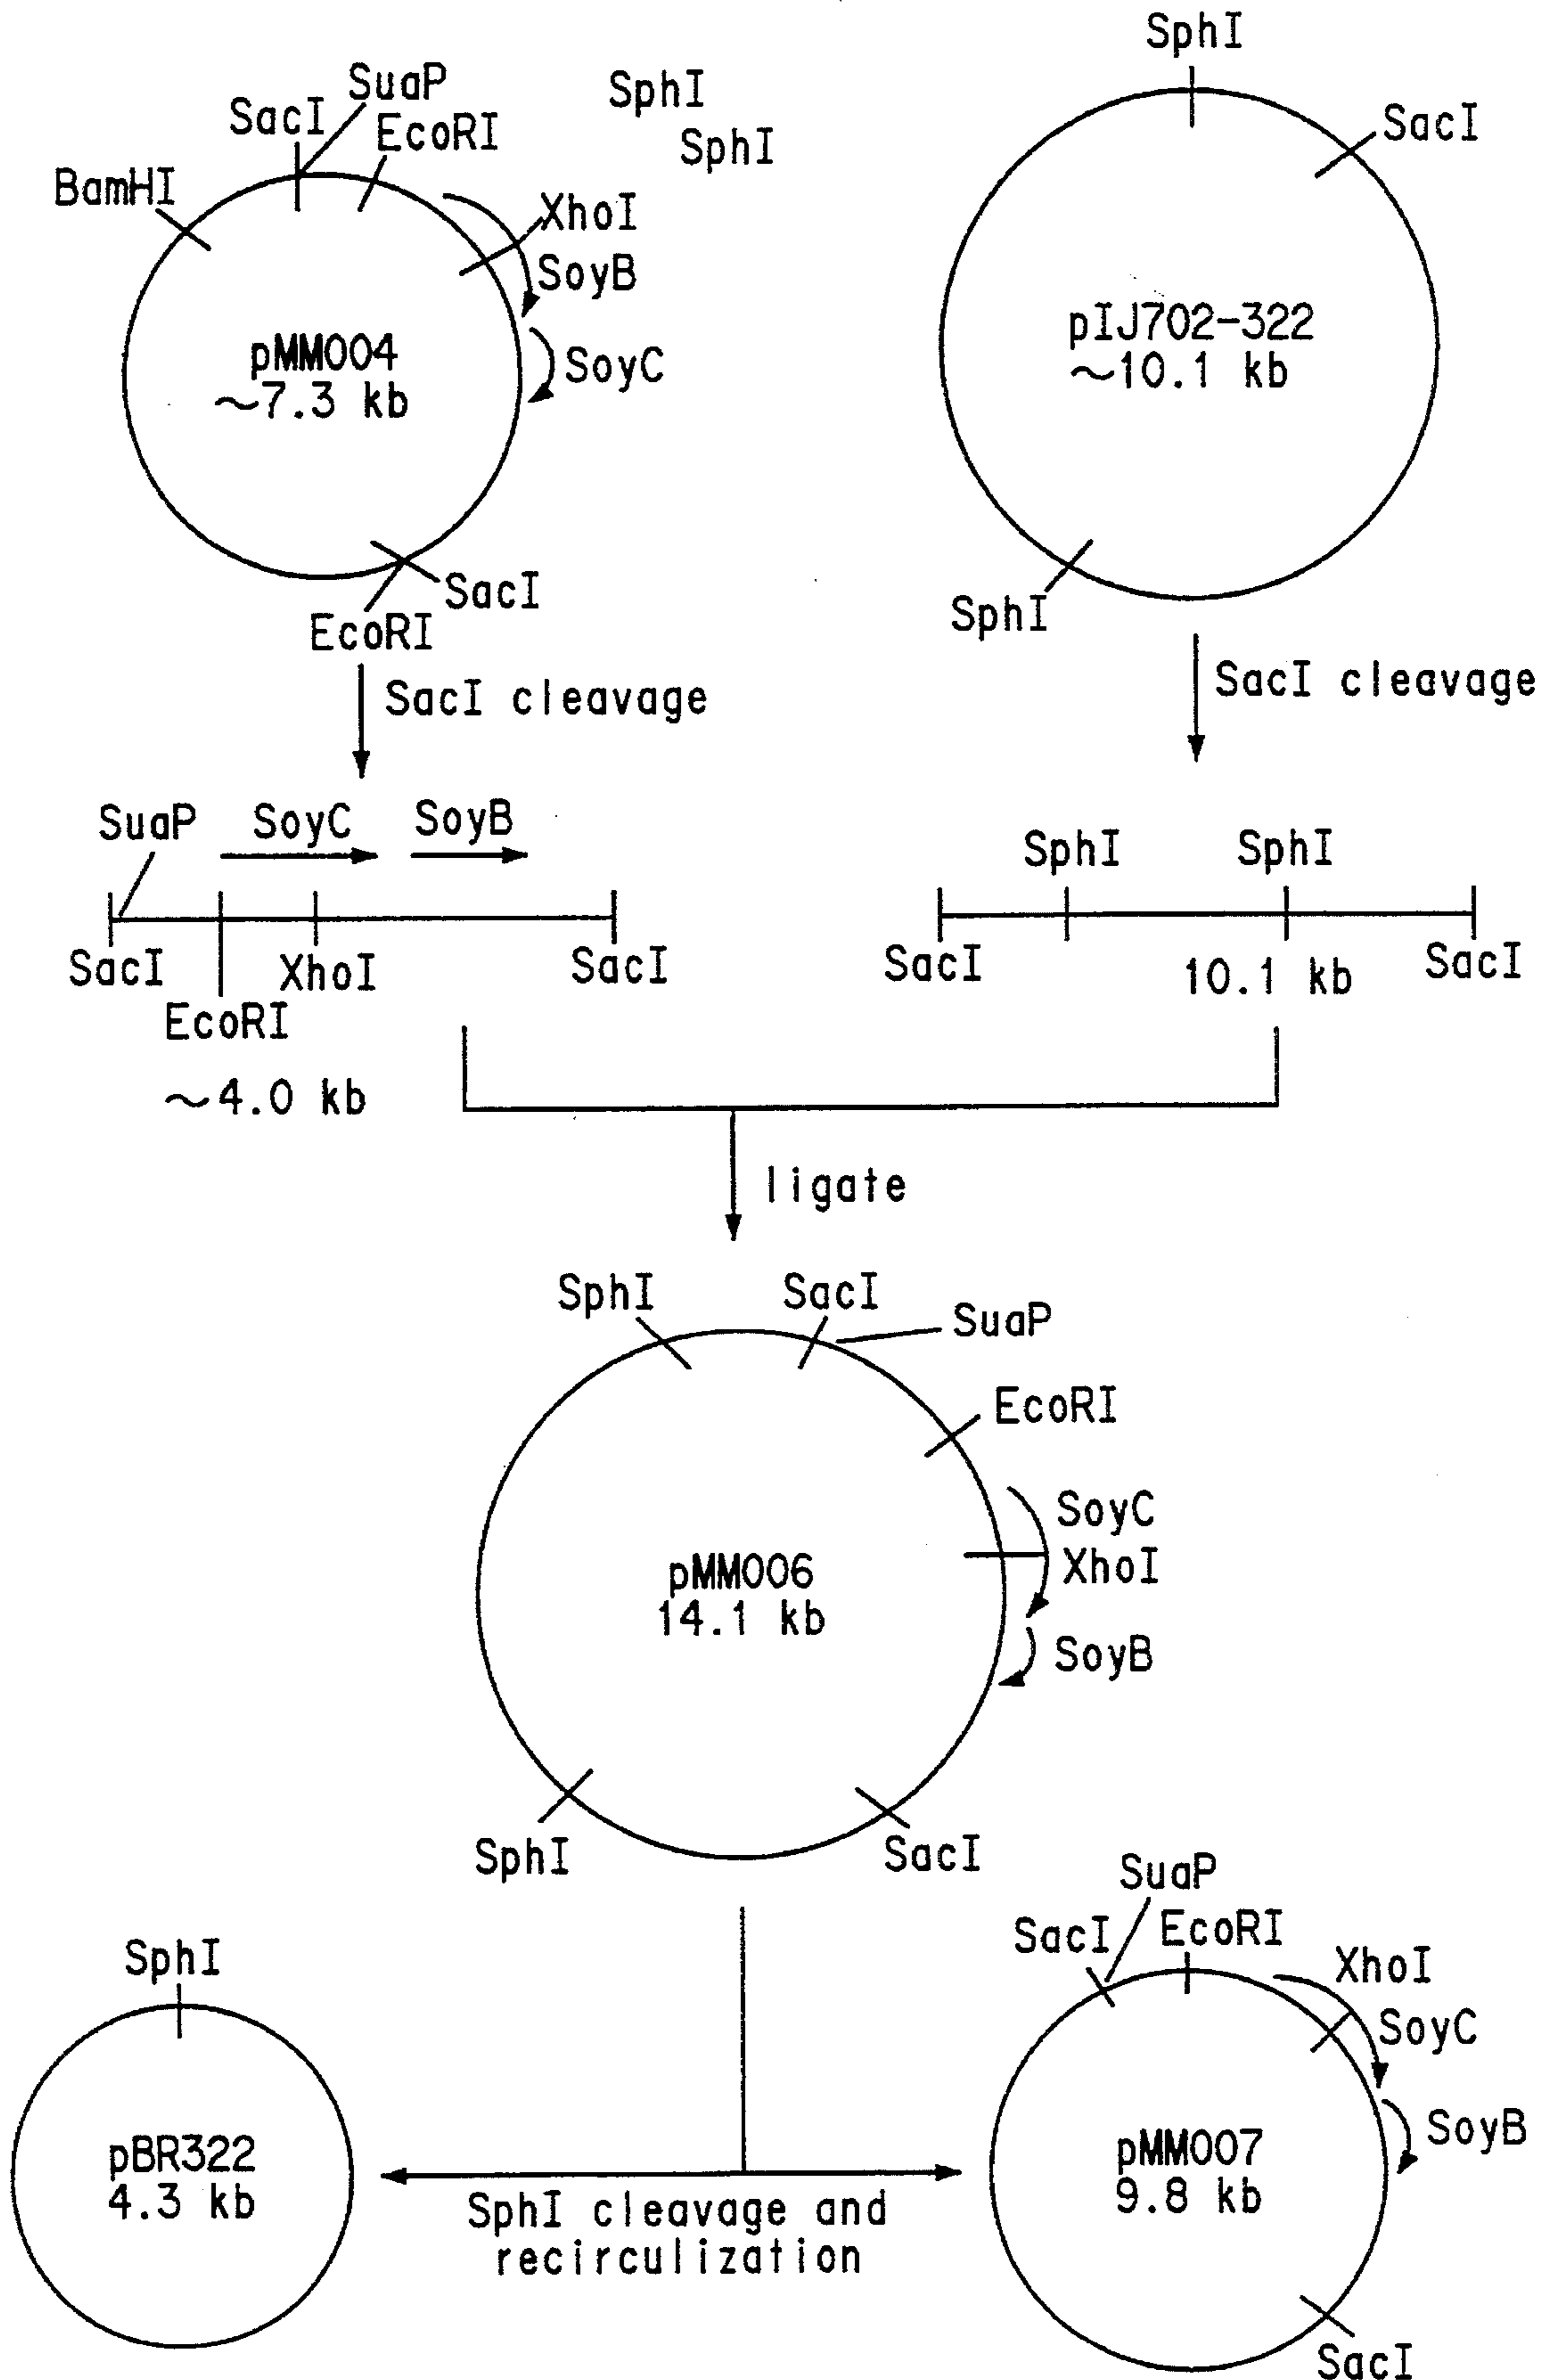 SphI
SuaP
SacI
EcoRI
SphI
SphI
SacI
BamHI
XhoI
SoyB
pMM004
~7.3 kb
SoyC
pIJ702-322
~10.1 kb
SacI
EcoRI
SphI
SacI cleavage
SacI cleavage
SuaP
SoyC
SoyB
SphI
SphI
SacI
XhoI
SacI
EcoRI
~4.0 kb
SacI
10.1 kb
SacI
ligate
SphI
SacI
SuaP
EcoRI
SoyC
XhoI
pMM006
14.1 kb
SoyB
SphI
SacI
SphI
pBR322
4.3 kb
SphI cleavage and
recirculization
SuaP
SacI
EcoRI
XhoI
SoyC
SoyB
pMM007
9.8 kb
SacI